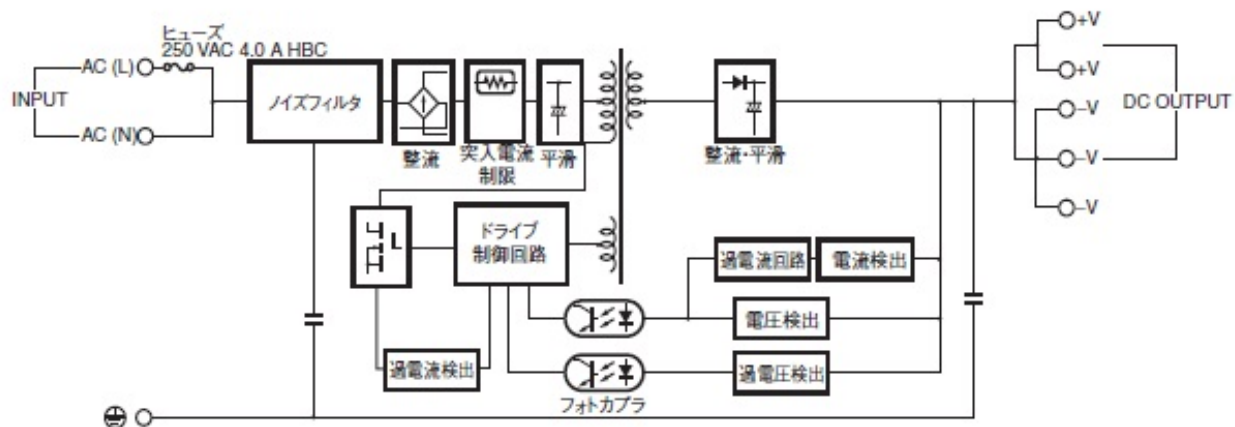 ヒューズ
250 VAC 4.0 A HBC
AC (L)
INPUT
AC (N)
ノイズフィルタ
整流
突入電流
制限
平滑
整流・平滑
+V
+V
–V
–V
–V
DC OUTPUT
ドライブ
制御回路
過電流回路
電流検出
電圧検出
過電流検出
過電圧検出
フォトカプラ